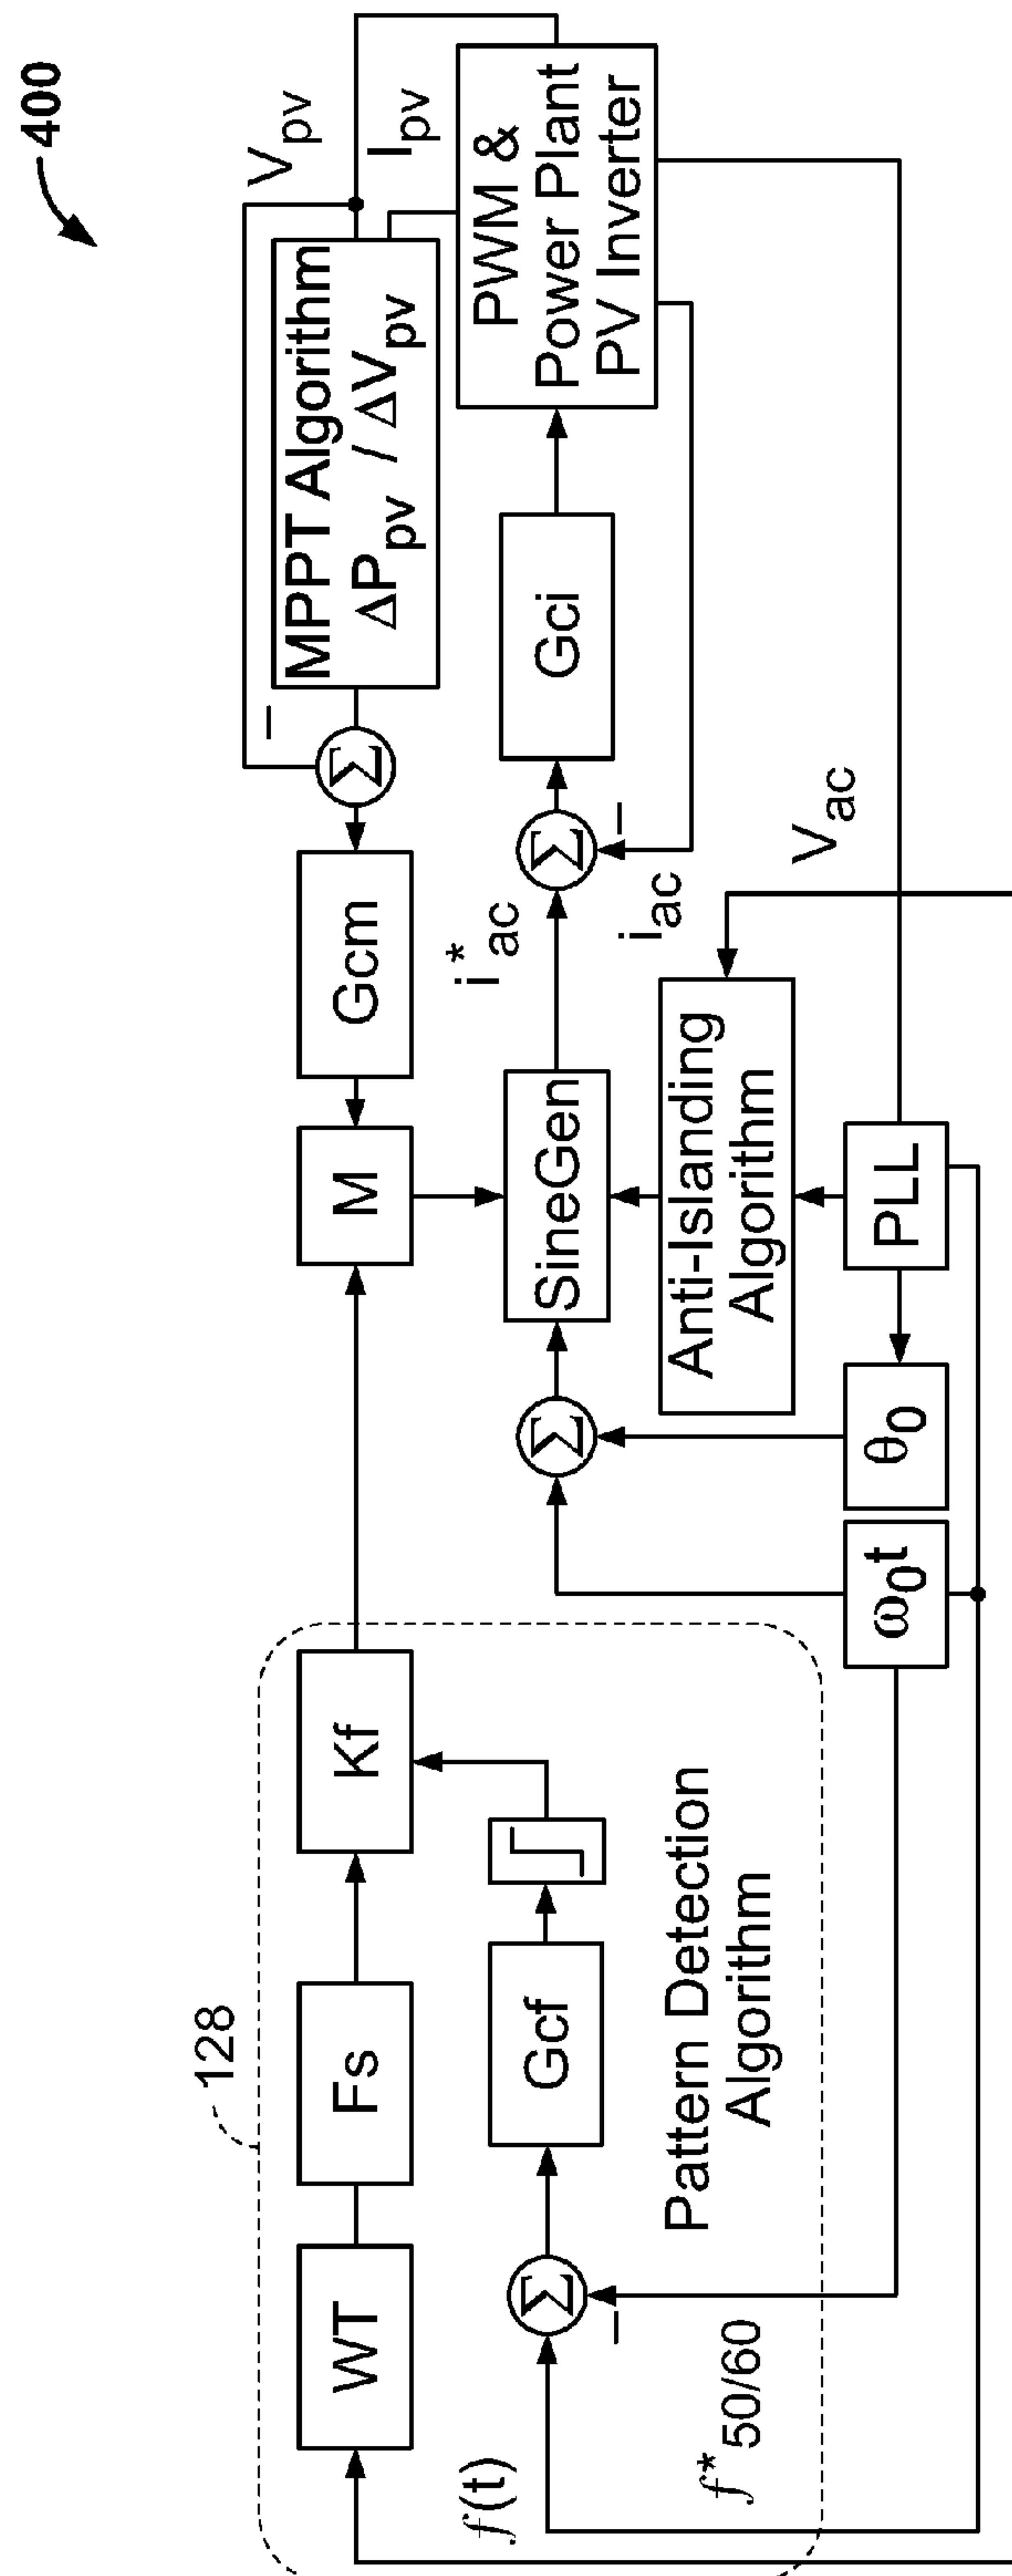 400
128
WT
Fs
Kf
M
Gcm
Σ
–
MPPT Algorithm
ΔPpv / ΔVpv
Vpv
Ipv
f(t)
Σ
–
f*50/60
Gcf
Pattern Detection
Algorithm
Σ
SineGen
i*ac
Σ
–
iac
Gci
PWM &
Power Plant
PV Inverter
Anti-Islanding
Algorithm
Vac
ω0t
θ0
PLL